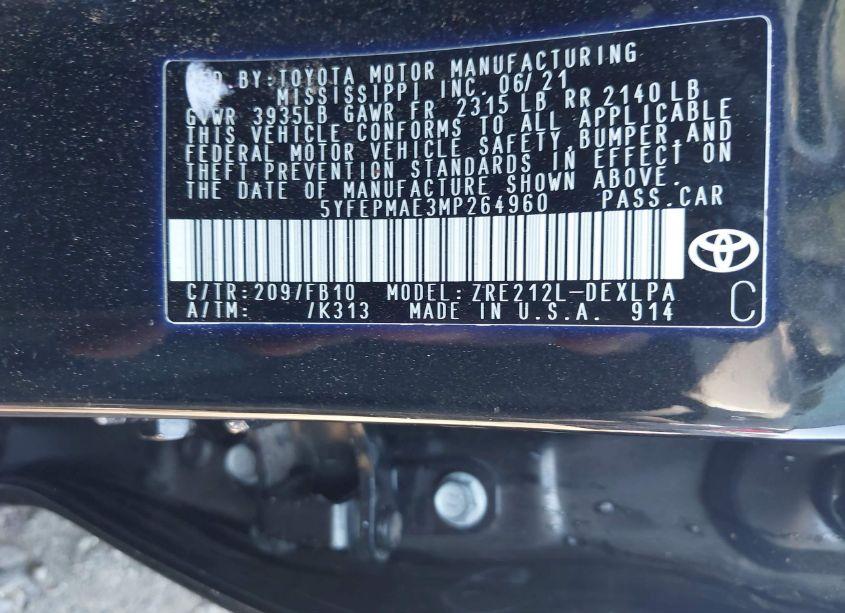 BY: TOYOTA MOTOR MANUFACTURING
MISSISSIPPI INC. 06/21
GVWR 3935LB GAWR FR 2315 LB RR 2140 LB
THIS VEHICLE CONFORMS TO ALL APPLICABLE
FEDERAL MOTOR VEHICLE SAFETY, BUMPER, AND
THEFT PREVENTION STANDARDS IN EFFECT ON
THE DATE OF MANUFACTURE SHOWN ABOVE.
5YFEPMAE3MP264960 PASS.CAR
C/TR: 209/FB10 MODEL: ZRE212L-DEXLPA
A/TM: /K313 MADE IN U.S.A. 914 C